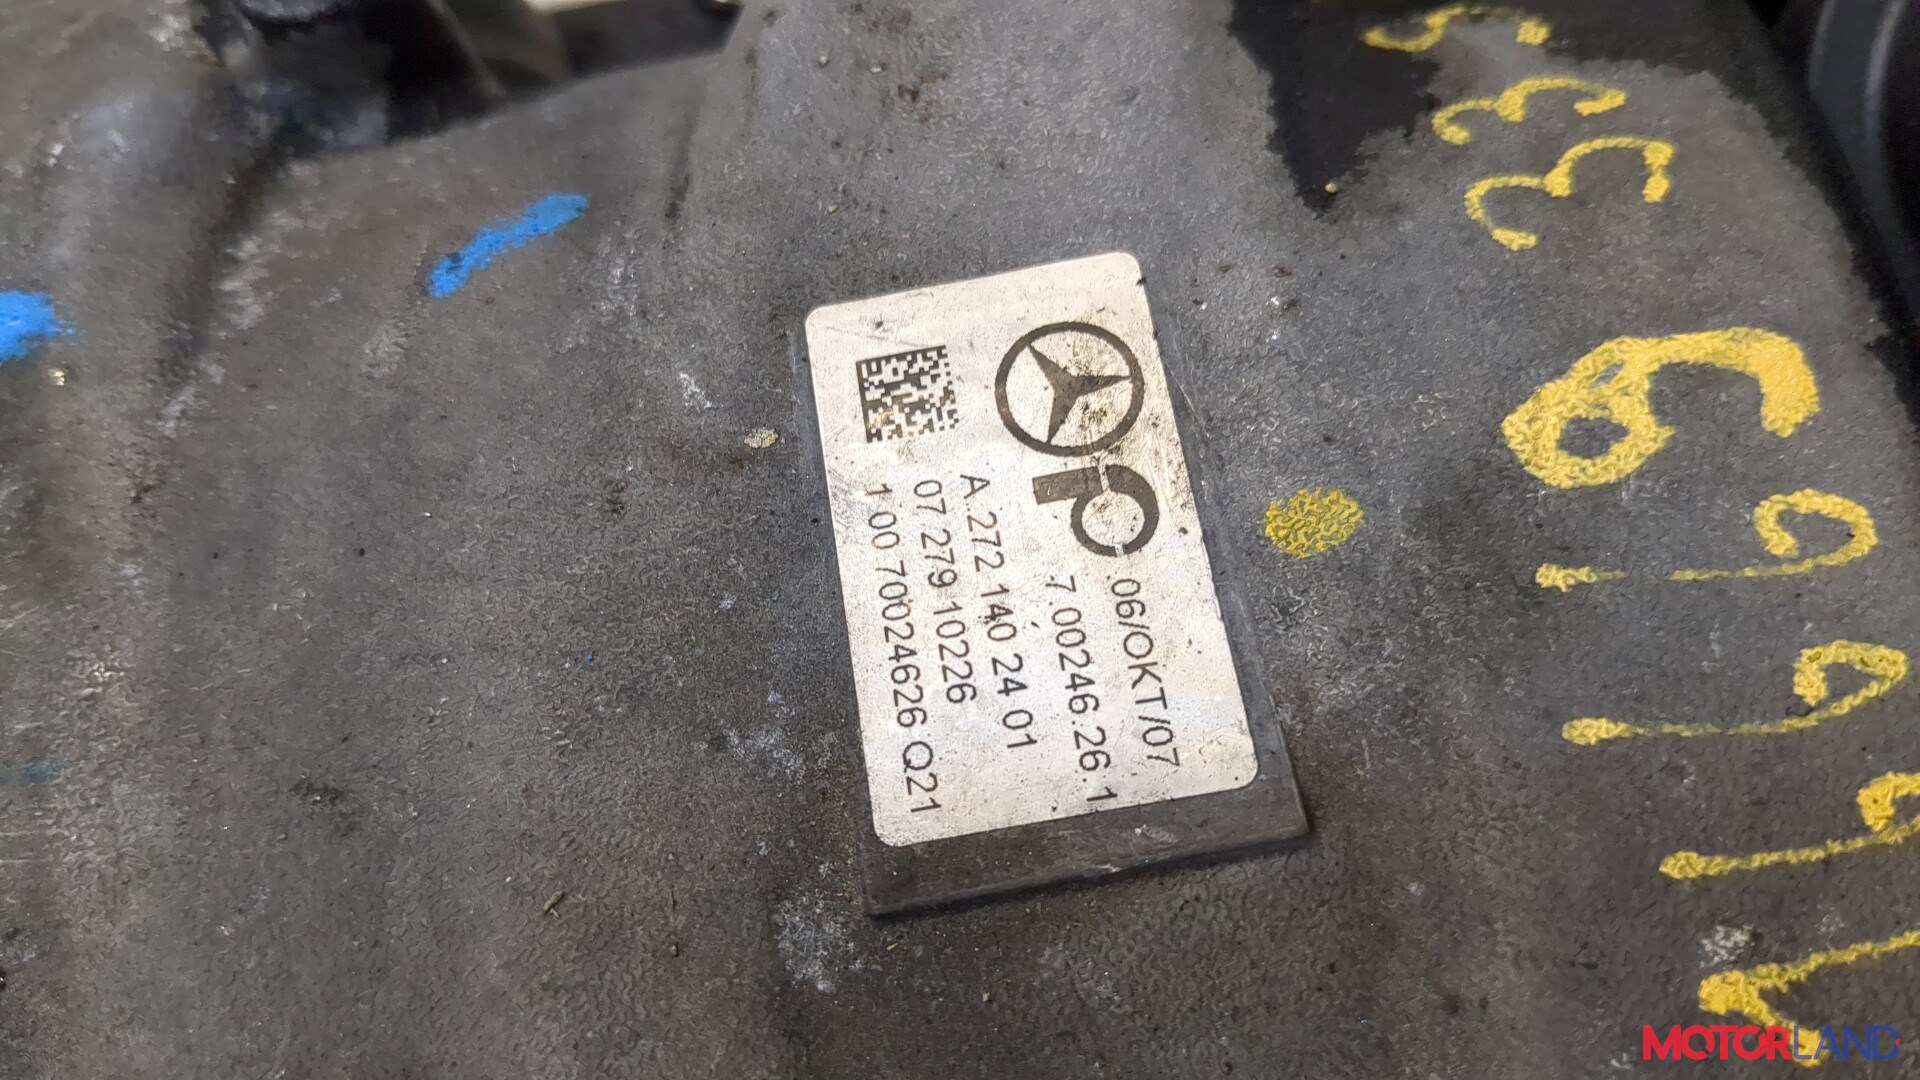 06/OKT/07
7.00246.26.1
A 272 140 24 01
07 279 10226
1 00 70024626 Q21
MOTORLAND